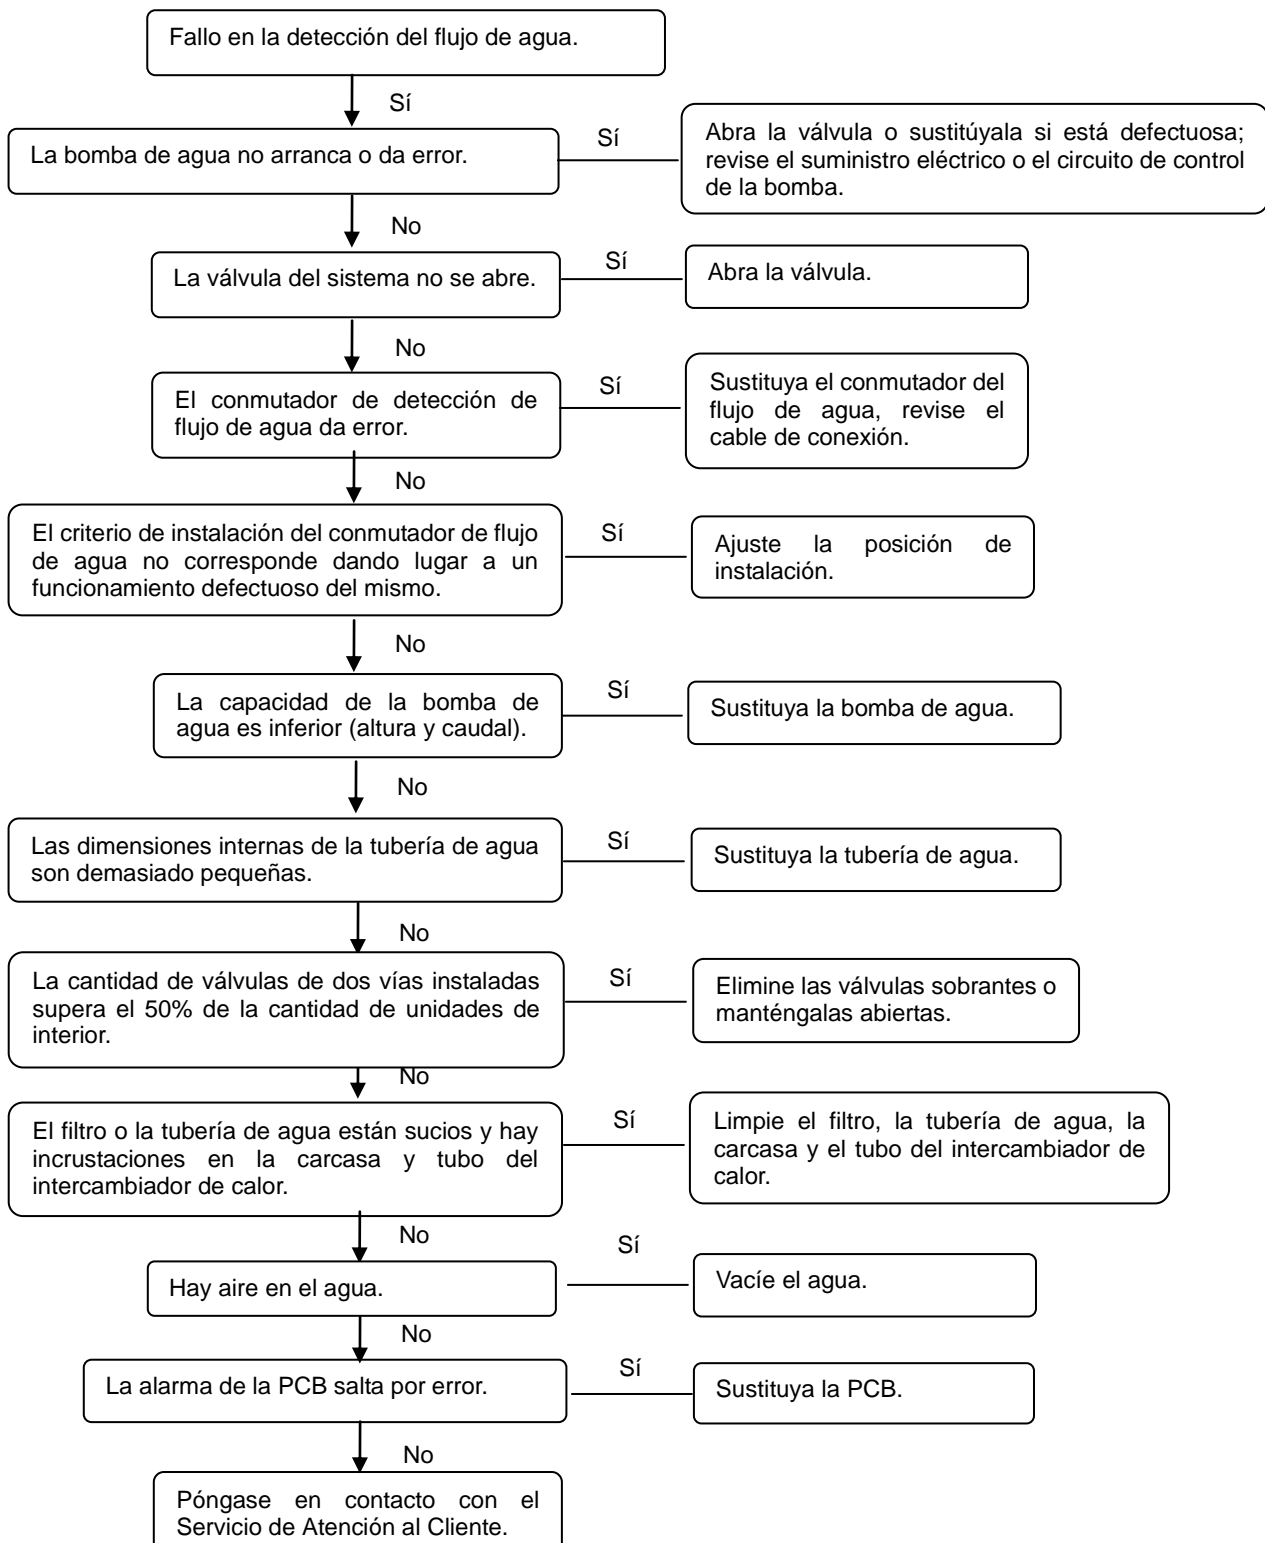 Fallo en la detección del flujo de agua.
Sí
La bomba de agua no arranca o da error.
Sí
Abra la válvula o sustitúyala si está defectuosa;
revise el suministro eléctrico o el circuito de control
de la bomba.
No
La válvula del sistema no se abre.
Sí
Abra la válvula.
No
El conmutador de detección de
flujo de agua da error.
Sí
Sustituya el conmutador del
flujo de agua, revise el
cable de conexión.
No
El criterio de instalación del conmutador de flujo
de agua no corresponde dando lugar a un
funcionamiento defectuoso del mismo.
Sí
Ajuste la posición de
instalación.
No
La capacidad de la bomba de
agua es inferior (altura y caudal).
Sí
Sustituya la bomba de agua.
No
Las dimensiones internas de la tubería de agua
son demasiado pequeñas.
Sí
Sustituya la tubería de agua.
No
La cantidad de válvulas de dos vías instaladas
supera el 50% de la cantidad de unidades de
interior.
Sí
Elimine las válvulas sobrantes o
manténgalas abiertas.
No
El filtro o la tubería de agua están sucios y hay
incrustaciones en la carcasa y tubo del
intercambiador de calor.
Sí
Limpie el filtro, la tubería de agua, la
carcasa y el tubo del intercambiador de
calor.
No
Hay aire en el agua.
Sí
Vacíe el agua.
No
La alarma de la PCB salta por error.
Sí
Sustituya la PCB.
No
Póngase en contacto con el
Servicio de Atención al Cliente.